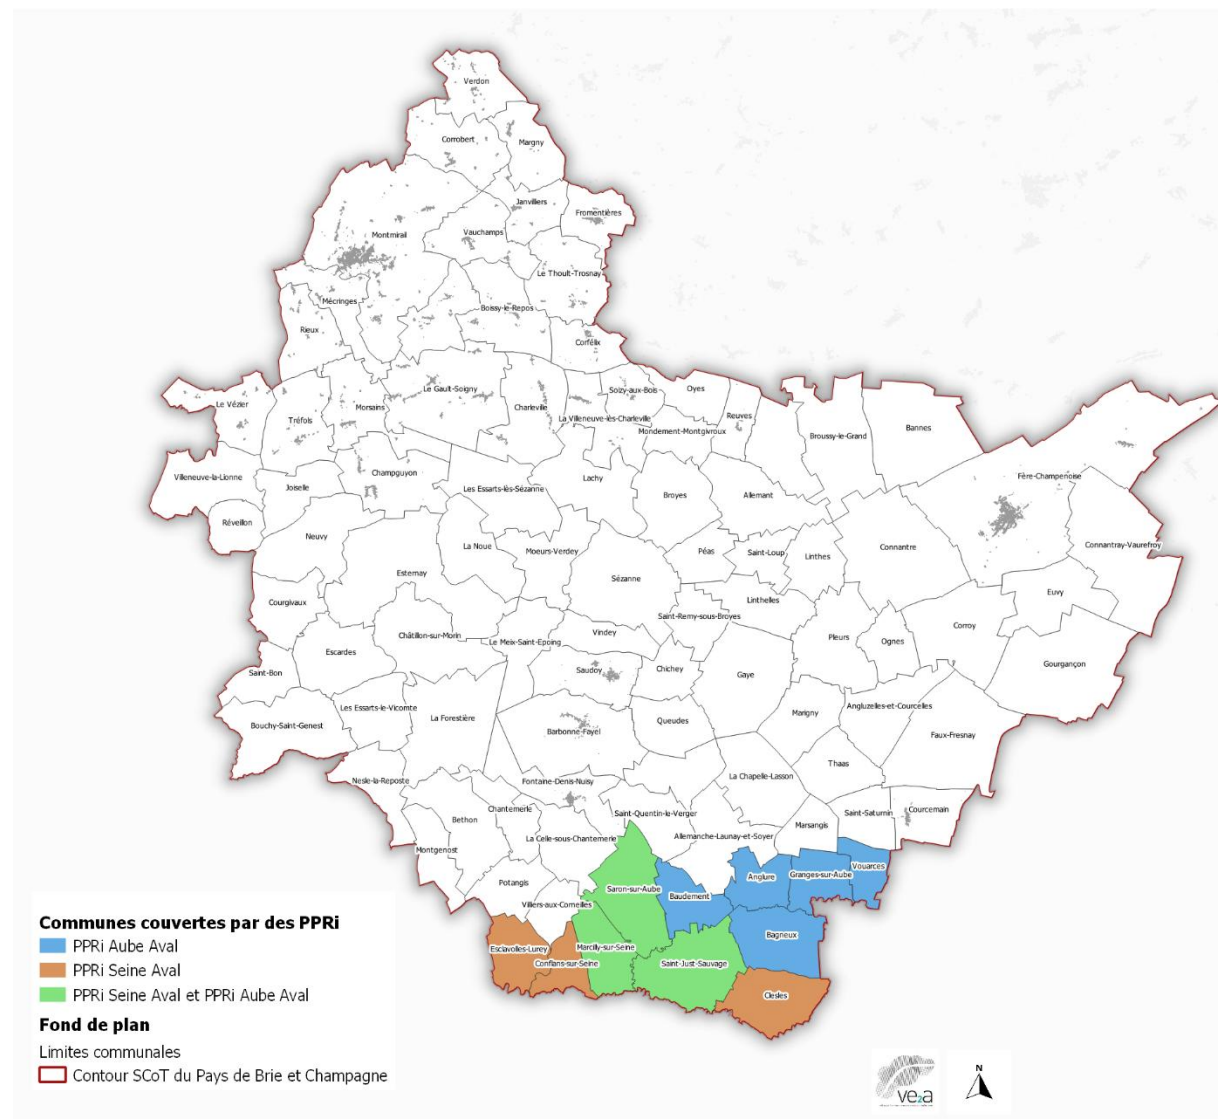 Verdon
Corrobert
Margny
Janvilliers
Fromentières
Montmirail
Vauchamps
Le Thoult-Trosnay
Mécringes
Boissy-le-Repos
Rieux
Corfélix
Le Gault-Soigny
Soizy-aux-Bois
Oyes
Le Vézier
Morsains
Charleville
La Villeneuve-lès-Charleville
Reuves
Tréfols
Mondement-Montgivroux
Broussy-le-Grand
Bannes
Villeneuve-la-Lionne
Champguyon
Lachy
Fère-Champenoise
Joiselle
Les Essarts-lès-Sézanne
Broyes
Allemant
Réveillon
Neuvy
La Noue
Moeurs-Verdey
Péas
Saint-Loup
Linthes
Connantre
Connantray-Vaurefroy
Esternay
Sézanne
Euvy
Courgivaux
Linthelles
Saint-Remy-sous-Broyes
Châtillon-sur-Morin
Le Meix-Saint-Epoing
Vindey
Pleurs
Ognes
Corroy
Escardes
Saint-Bon
Saudoy
Chichey
Gaye
Gourgançon
Les Essarts-le-Vicomte
La Forestière
Queudes
Marigny
Angluzelles-et-Courcelles
Bouchy-Saint-Genest
Barbonne-Fayel
Faux-Fresnay
Thaas
Nesle-la-Reposte
Fontaine-Denis-Nuisy
La Chapelle-Lasson
Chantemerle
Saint-Quentin-le-Verger
Saint-Saturnin
Courcemain
Bethon
La Celle-sous-Chantemerle
Allemanche-Launay-et-Soyer
Marsangis
Montgenost
Vouarces
Potangis
Saron-sur-Aube
Anglure
Granges-sur-Aube
Baudement
Villiers-aux-Corneilles
Esclavolles-Lurey
Marcilly-sur-Seine
Bagneux
Conflans-sur-Seine
Saint-Just-Sauvage
Clesles
Communes couvertes par des PPRi
PPRi Aube Aval
PPRi Seine Aval
PPRi Seine Aval et PPRi Aube Aval
Fond de plan
Limites communales
Contour SCoT du Pays de Brie et Champagne
ve2a
N